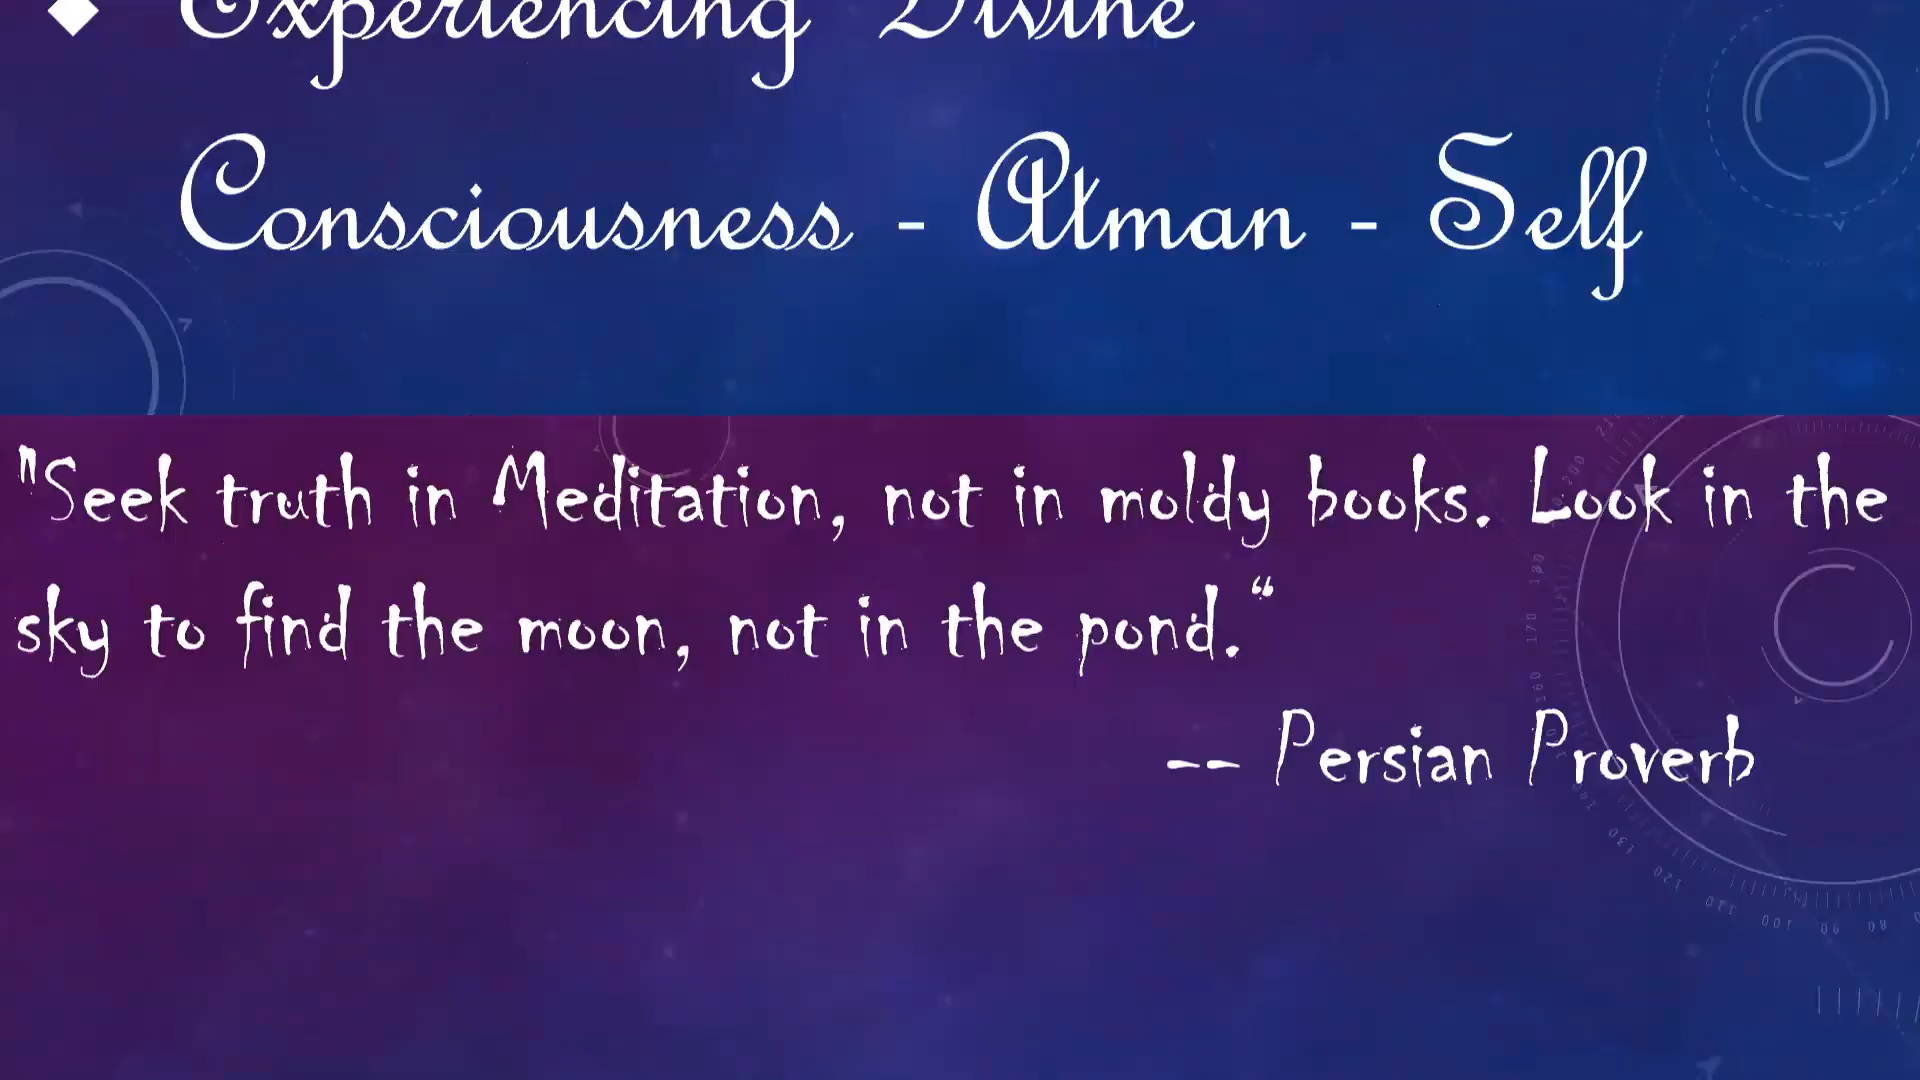 ◆ Experiencing Divine
Consciousness - Atman - Self
"Seek truth in Meditation, not in moldy books. Look in the
sky to find the moon, not in the pond.“
-- Persian Proverb